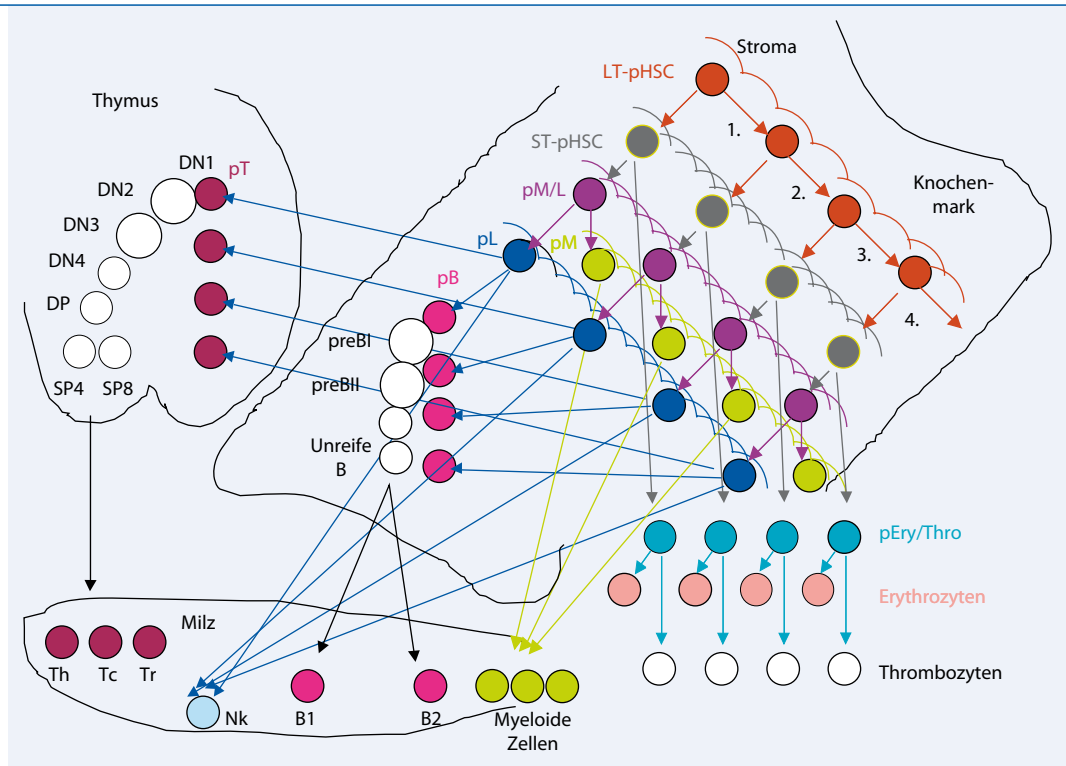 Stroma
LT-pHSC
Thymus
1.
ST-pHSC
DN1
pT
DN2
pM/L
2.
Knochen-
mark
DN3
pL
pM
3.
DN4
pB
DP
4.
preBI
SP4
SP8
preBII
Unreife
B
pEry/Thro
Erythrozyten
Milz
Th
Tc
Tr
Thrombozyten
Nk
B1
B2
Myeloide
Zellen